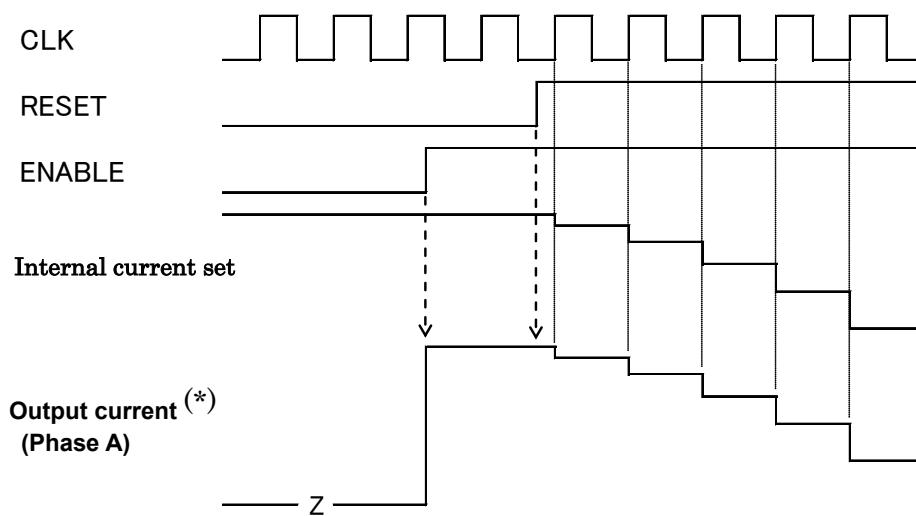 CLK
RESET
ENABLE
Internal current set
Output current (*)
(Phase A)
Z